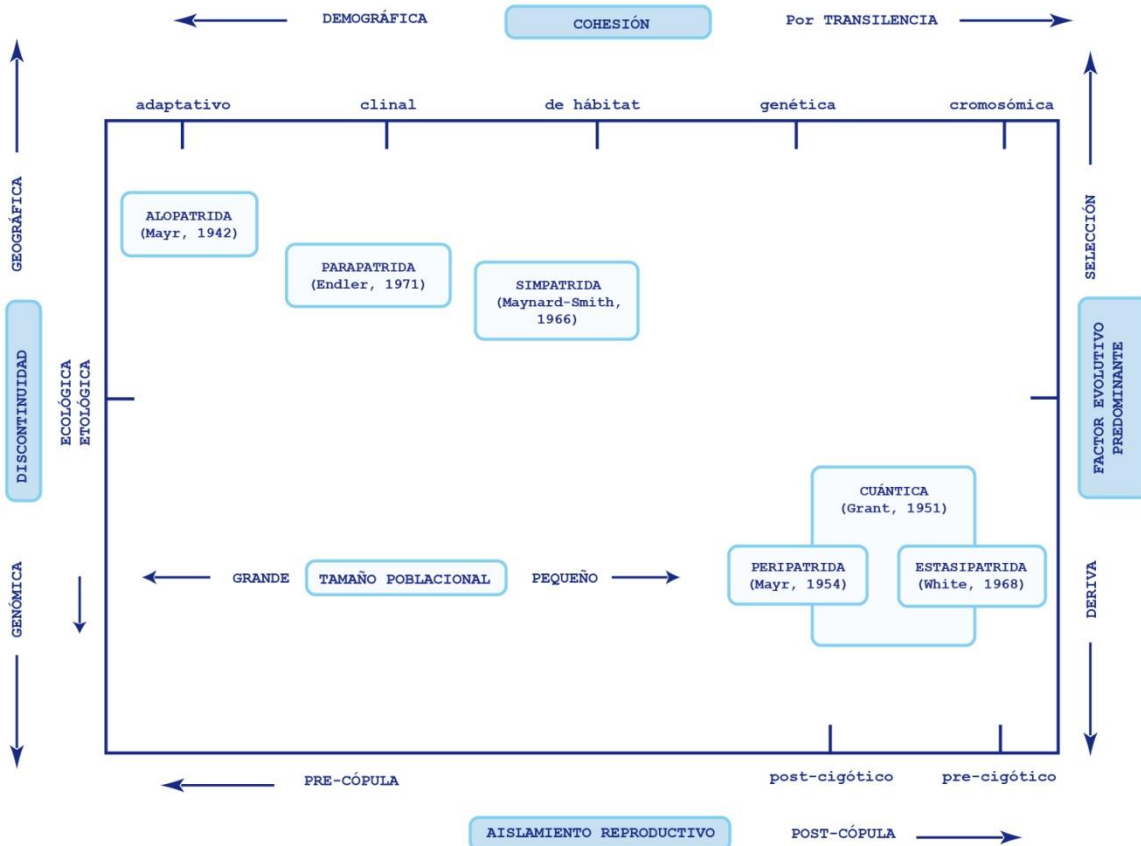 DEMOGRÁFICA
COHESIÓN
Por TRANSILENCIA
adaptativo
clinal
de hábitat
genética
cromosómica
GEOGRÁFICA
DISCONTINUIDAD
ECOLÓGICA
ETOLÓGICA
GENÓMICA
ALOPATRIDA
(Mayr, 1942)
PARAPATRIDA
(Endler, 1971)
SIMPATRIDA
(Maynard-Smith,
1966)
SELECCIÓN
FACTOR EVOLUTIVO
PREDOMINANTE
DERIVA
CUÁNTICA
(Grant, 1951)
GRANDE
TAMAÑO POBLACIONAL
PEQUEÑO
PERIPATRIDA
(Mayr, 1954)
ESTASIPATRIDA
(White, 1968)
PRE-CÓPULA
post-cigótico
pre-cigótico
AISLAMIENTO REPRODUCTIVO
POST-CÓPULA